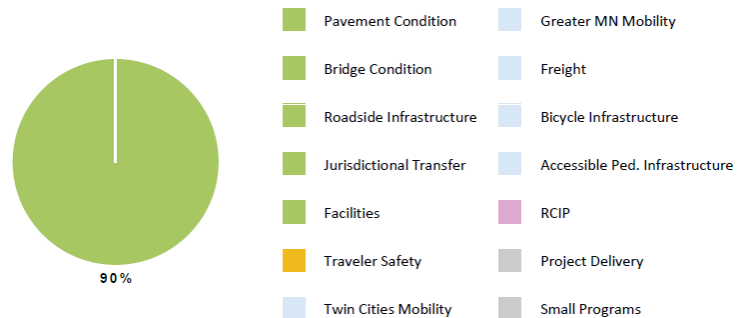 Pavement Condition
Bridge Condition
Roadside Infrastructure
Jurisdictional Transfer
Facilities
Traveler Safety
Twin Cities Mobility
Greater MN Mobility
Freight
Bicycle Infrastructure
Accessible Ped. Infrastructure
RCIP
Project Delivery
Small Programs
90%